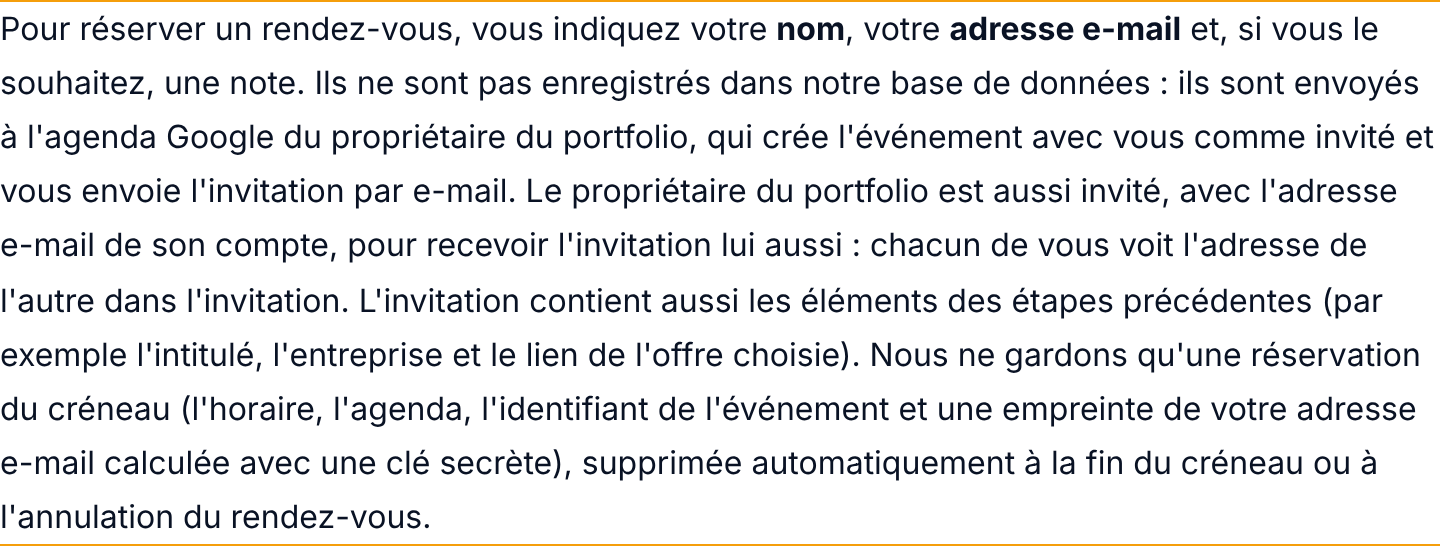 Pour réserver un rendez-vous, vous indiquez votre nom, votre adresse e-mail et, si vous le
souhaitez, une note. Ils ne sont pas enregistrés dans notre base de données : ils sont envoyés
à l'agenda Google du propriétaire du portfolio, qui crée l'événement avec vous comme invité et
vous envoie l'invitation par e-mail. Le propriétaire du portfolio est aussi invité, avec l'adresse
e-mail de son compte, pour recevoir l'invitation lui aussi : chacun de vous voit l'adresse de
l'autre dans l'invitation. L'invitation contient aussi les éléments des étapes précédentes (par
exemple l'intitulé, l'entreprise et le lien de l'offre choisie). Nous ne gardons qu'une réservation
du créneau (l'horaire, l'agenda, l'identifiant de l'événement et une empreinte de votre adresse
e-mail calculée avec une clé secrète), supprimée automatiquement à la fin du créneau ou à
l'annulation du rendez-vous.